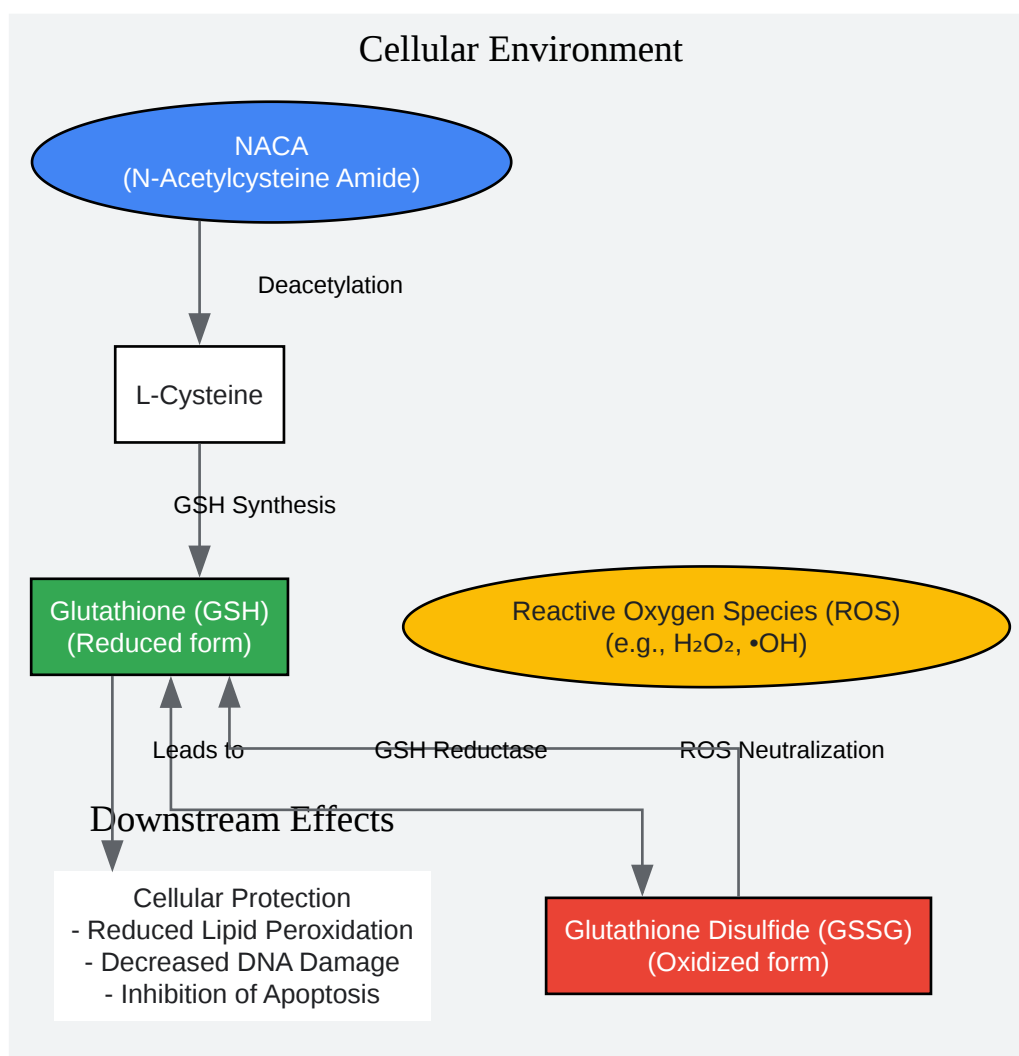 Cellular Environment
NACA
(N-Acetylcysteine Amide)
Deacetylation
L-Cysteine
GSH Synthesis
Glutathione (GSH)
(Reduced form)
Reactive Oxygen Species (ROS)
(e.g., H₂O₂, •OH)
Leads to
GSH Reductase
ROS Neutralization
Downstream Effects
Cellular Protection
- Reduced Lipid Peroxidation
- Decreased DNA Damage
- Inhibition of Apoptosis
Glutathione Disulfide (GSSG)
(Oxidized form)